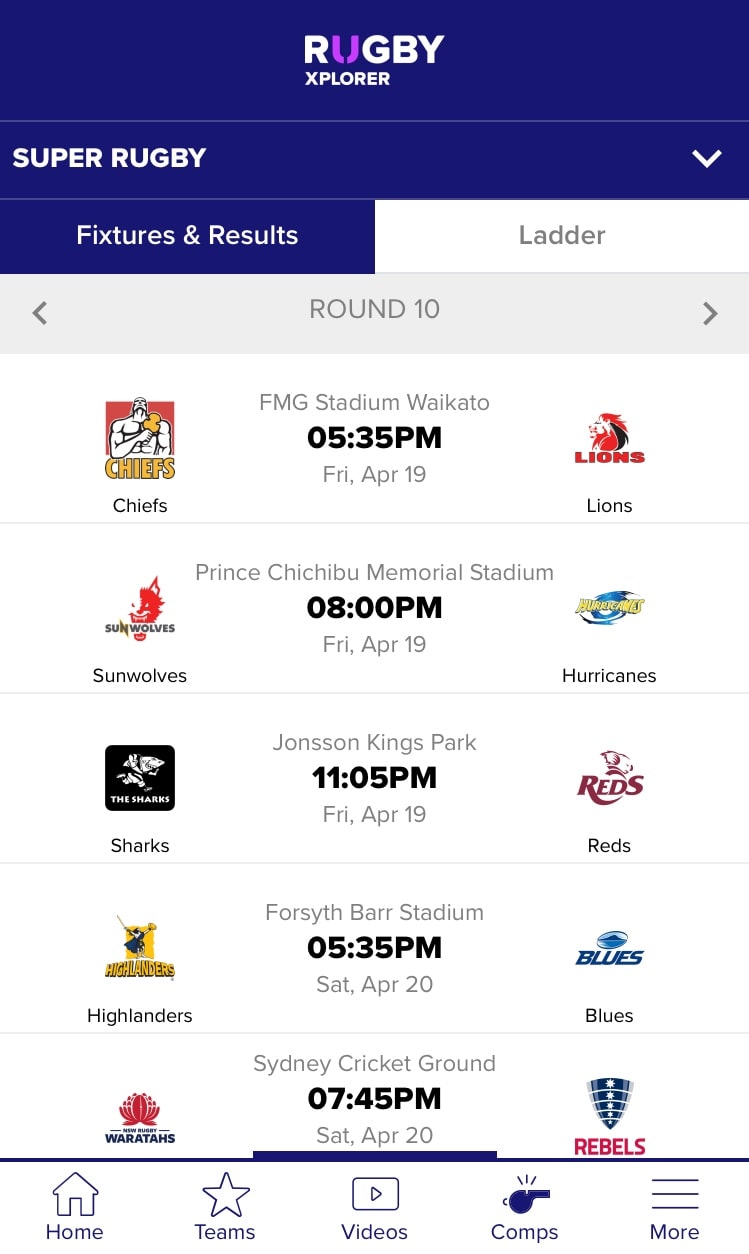 RUGBY
XPLORER
SUPER RUGBY
Fixtures & Results
Ladder
ROUND 10
FMG Stadium Waikato
05:35PM
Fri, Apr 19
CHIEFS
Chiefs
LIONS
Lions
Prince Chichibu Memorial Stadium
08:00PM
Fri, Apr 19
SUNWOLVES
Sunwolves
HURRICANES
Hurricanes
Jonsson Kings Park
11:05PM
Fri, Apr 19
THE SHARKS
Sharks
REDS
Reds
Forsyth Barr Stadium
05:35PM
Sat, Apr 20
HIGHLANDERS
Highlanders
BLUES
Blues
Sydney Cricket Ground
07:45PM
Sat, Apr 20
NSW RUGBY
WARATAHS
REBELS
Home
Teams
Videos
Comps
More